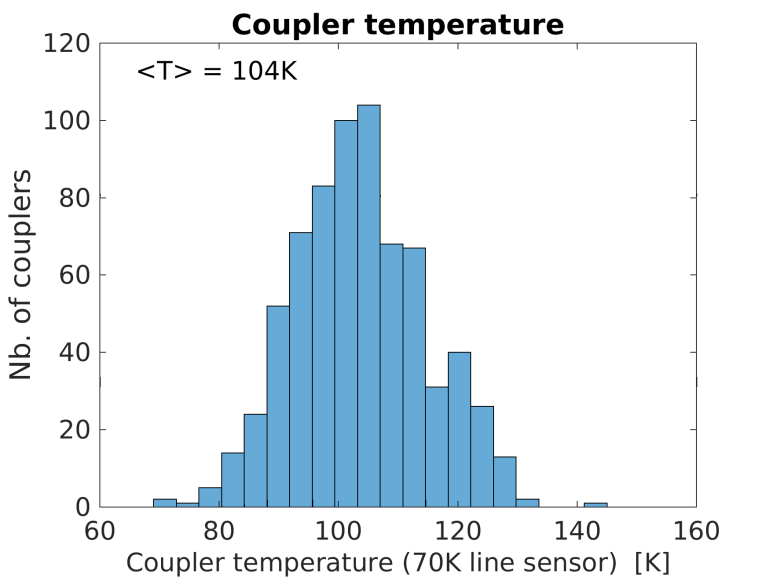 Coupler temperature
<T> = 104K
120
100
80
60
40
20
0
Nb. of couplers
60 80 100 120 140 160
Coupler temperature (70K line sensor) [K]